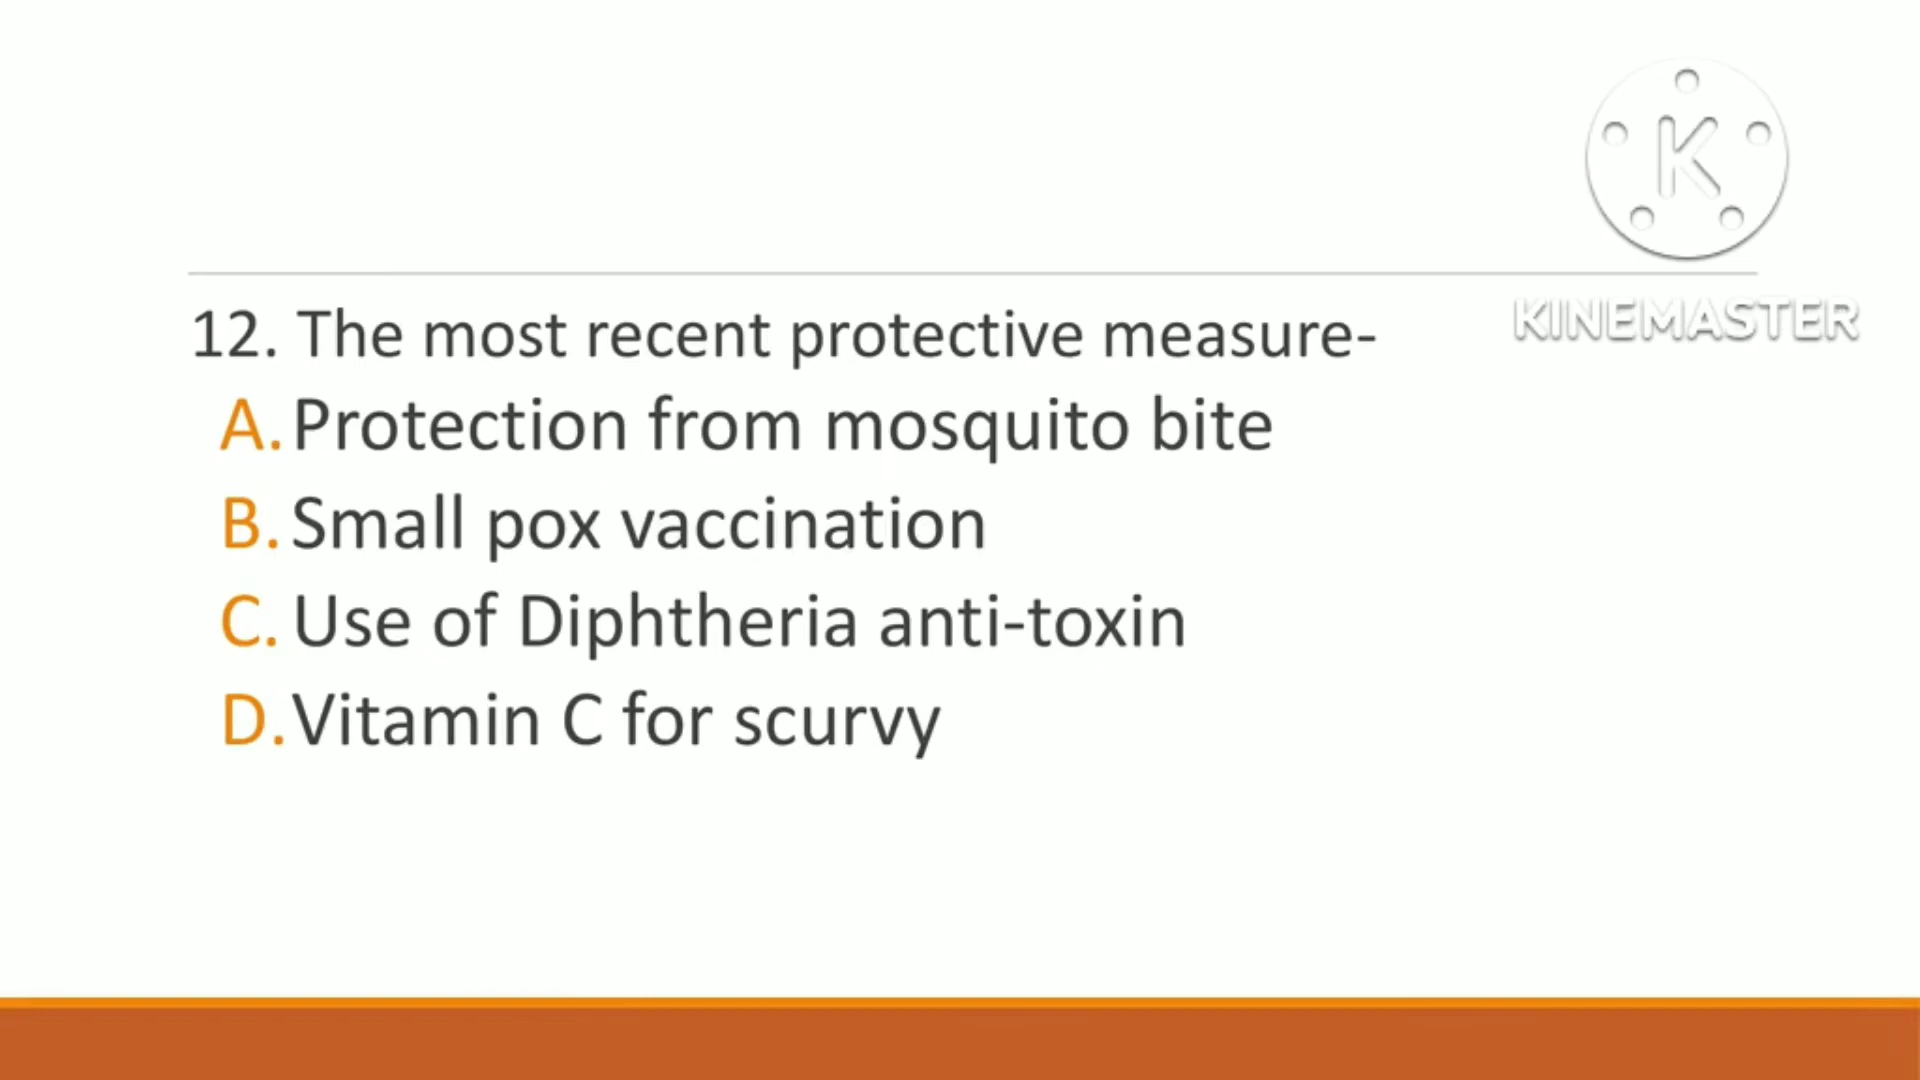 K
KINEMASTER
12. The most recent protective measure-
A. Protection from mosquito bite
B. Small pox vaccination
C. Use of Diphtheria anti-toxin
D. Vitamin C for scurvy